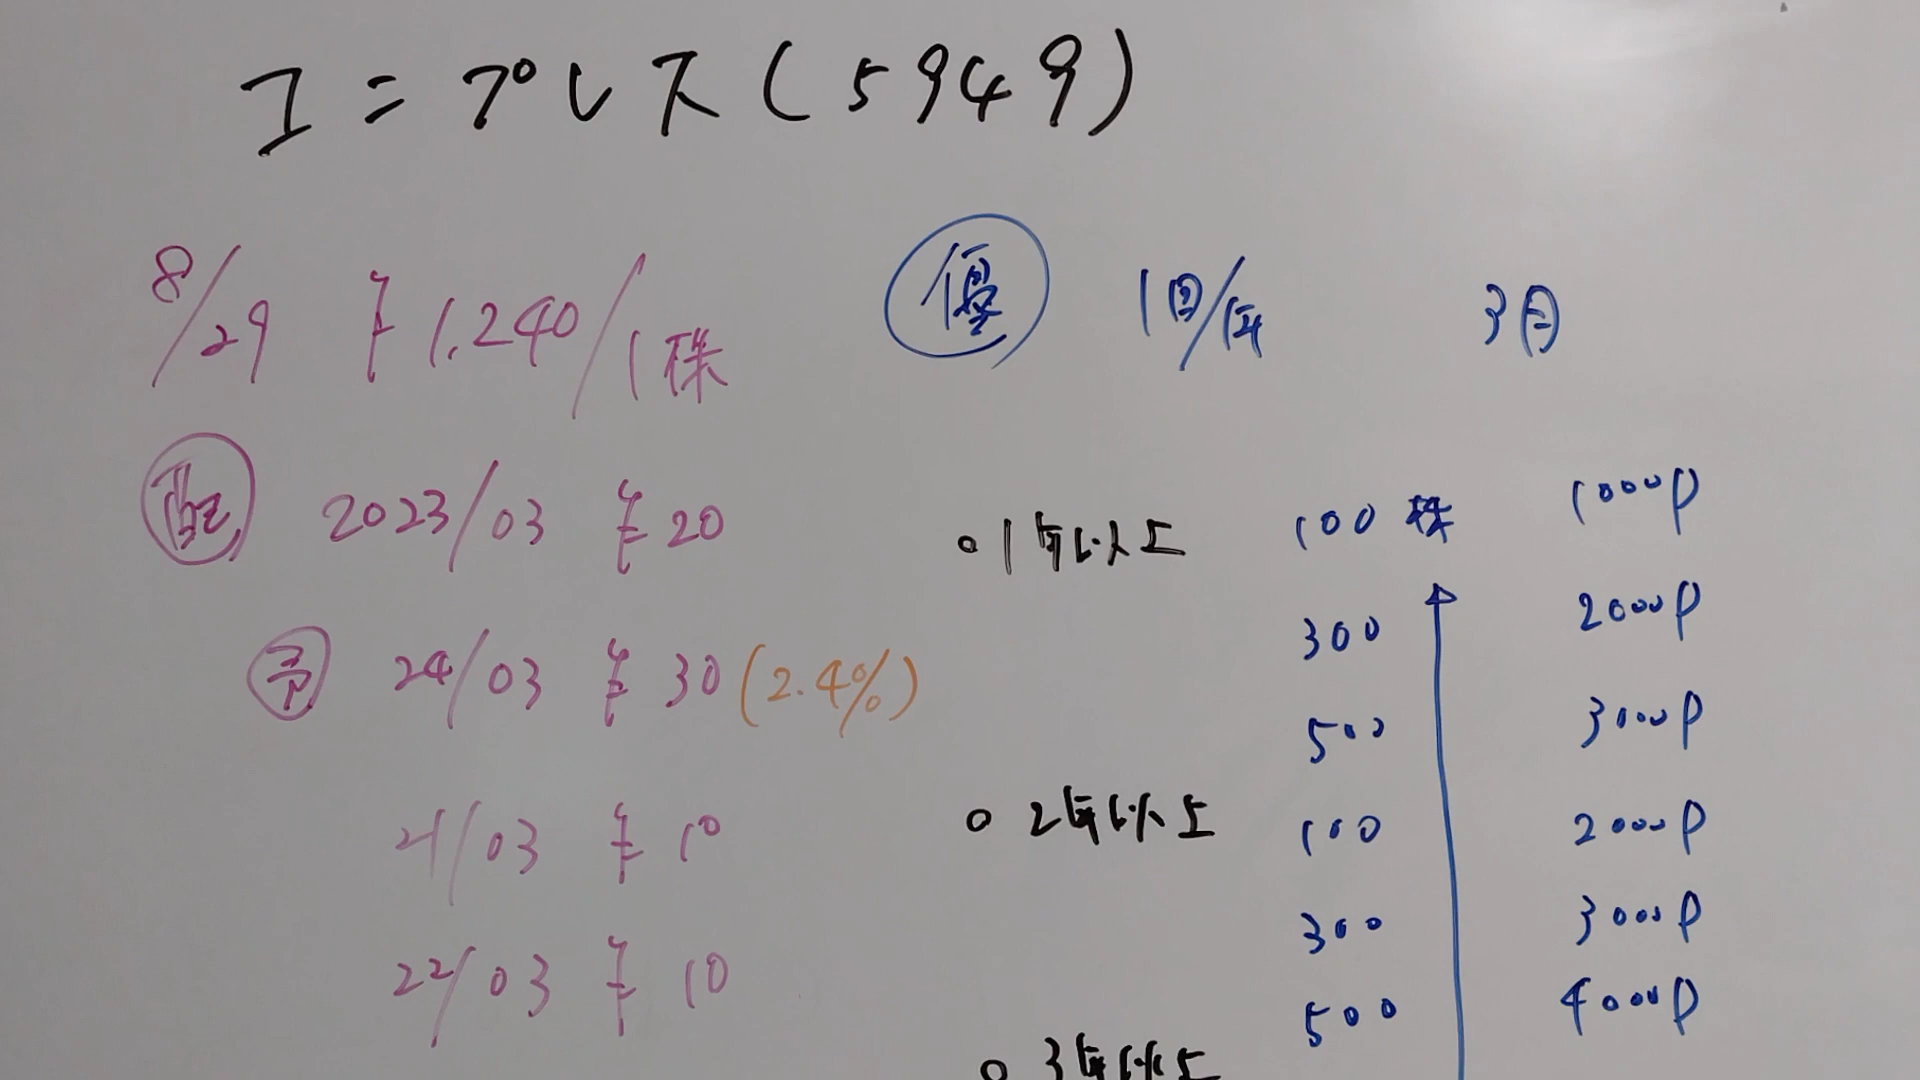 ユニプレス(5949)
8/29 ¥1,240/1株
配 2023/03 ¥20
予 24/03 ¥30(2.4%)
21/03 ¥10
22/03 ¥10
優 1回/年 3月
○1年以上 100株 1000P
300 2000P
500 3000P
○2年以上 100 2000P
300 3000P
500 4000P
○3年以上